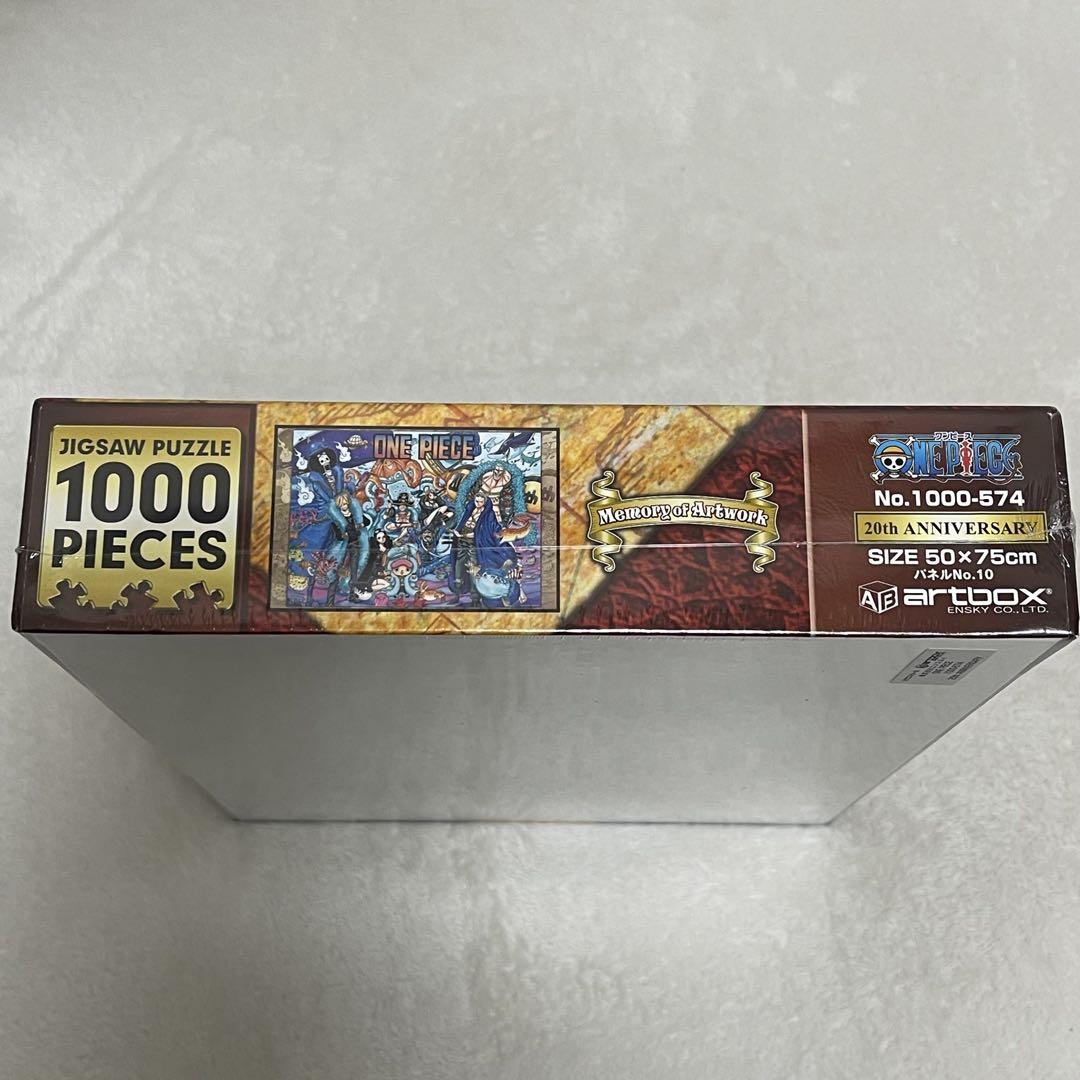 JIGSAW PUZZLE
1000
PIECES
ONE PIECE
Memory of Artwork
ワンピース
ONE PIECE
No.1000-574
20th ANNIVERSARY
SIZE 50×75cm
パネルNo.10
AB artbox®
ENSKY CO., LTD.